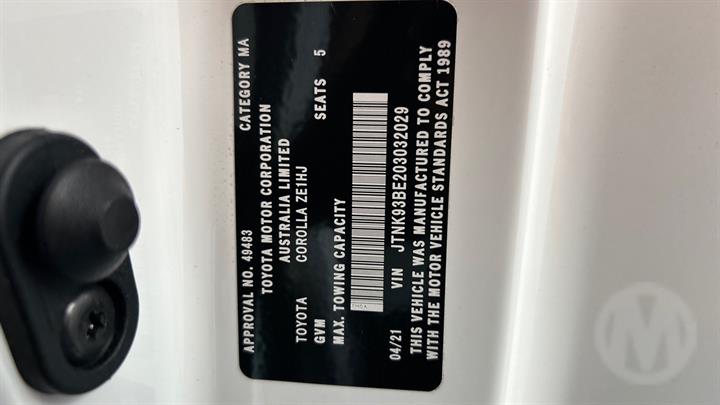 APPROVAL NO. 49483 CATEGORY MA
TOYOTA MOTOR CORPORATION
AUSTRALIA LIMITED
TOYOTA COROLLA ZE1HJ
GVM SEATS 5
MAX. TOWING CAPACITY
04/21 VIN JTNK93BE203032029
THIS VEHICLE WAS MANUFACTURED TO COMPLY
WITH THE MOTOR VEHICLE STANDARDS ACT 1989
M